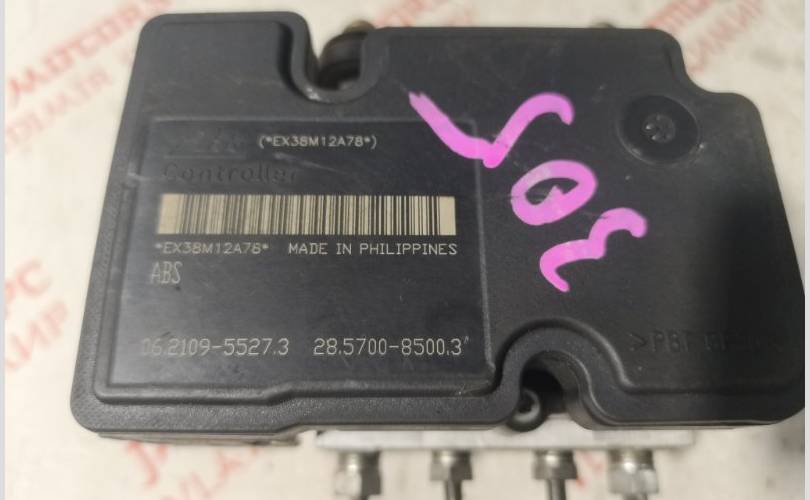 (*EX38M12A78*)
Controller
*EX38M12A78* MADE IN PHILIPPINES
ABS
06.2109-5527.3 28.5700-8500.3
305